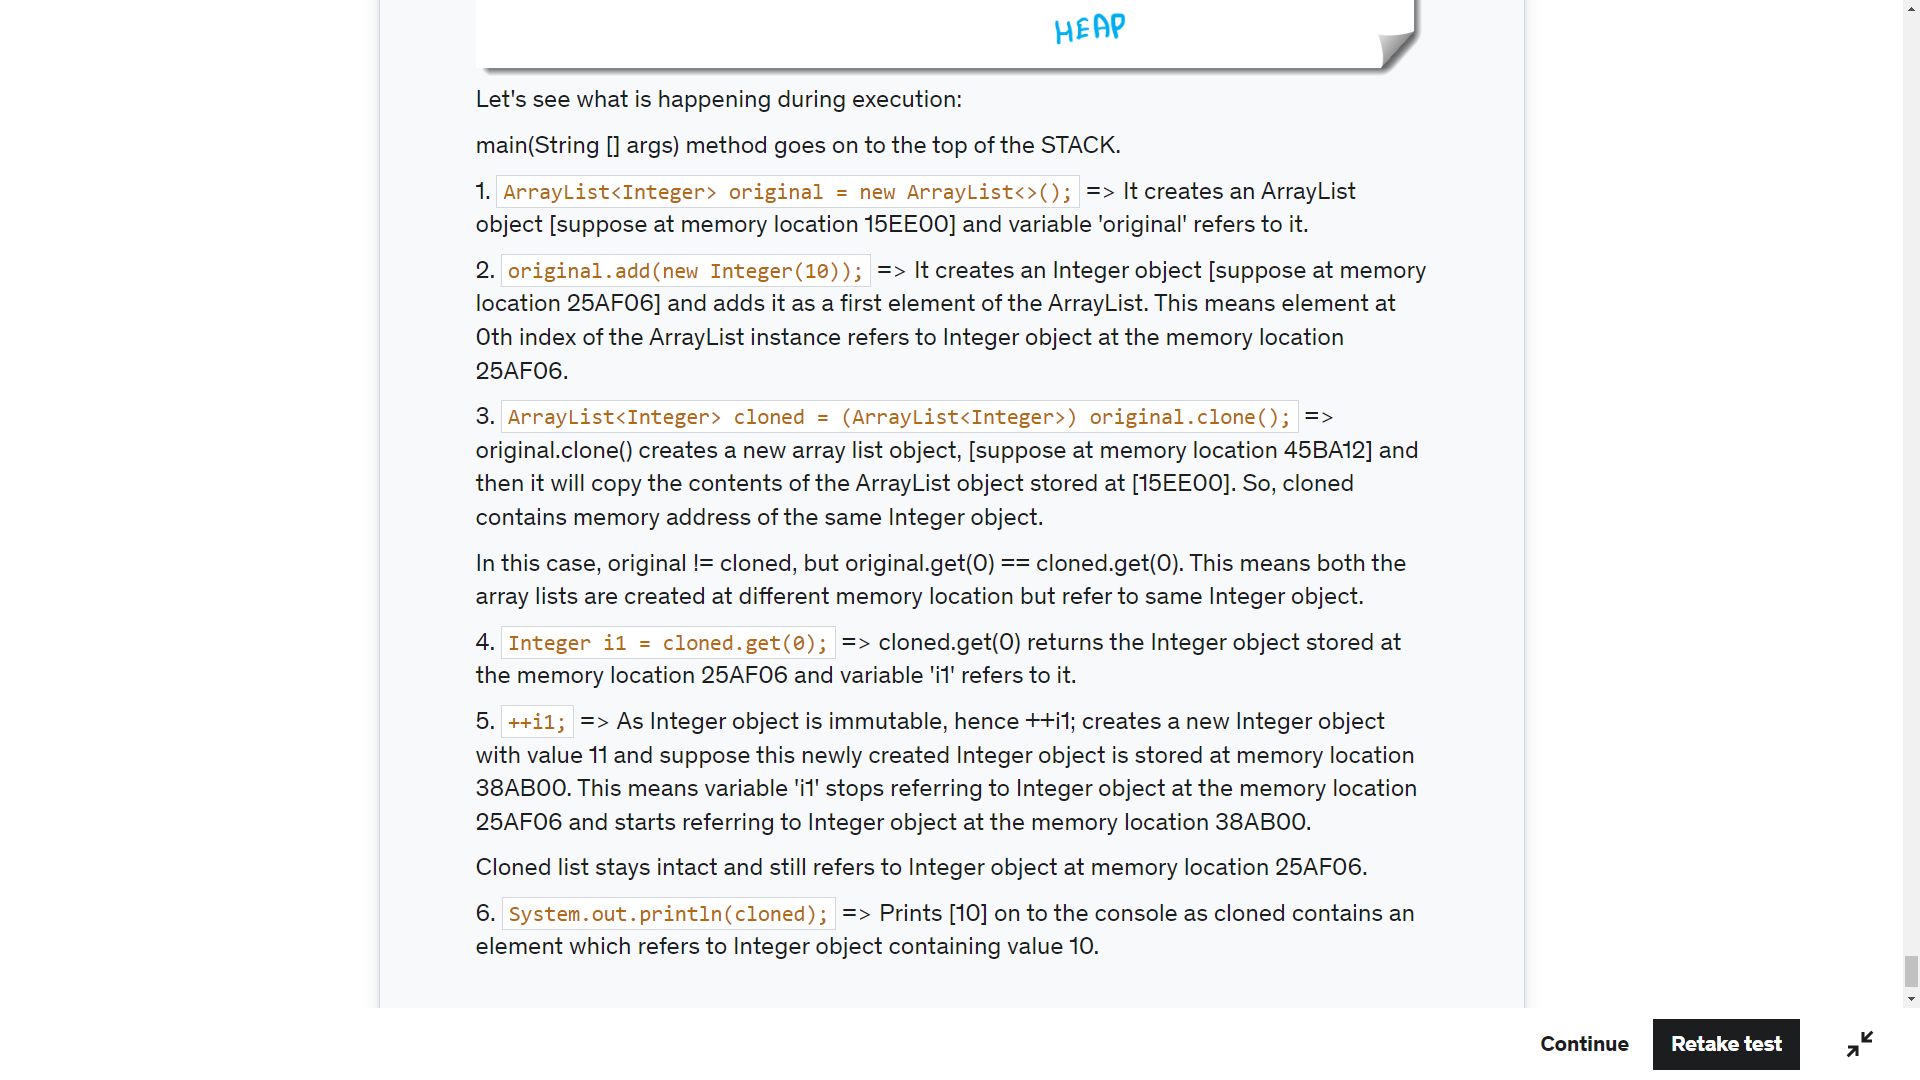 HEAP
Let's see what is happening during execution:
main(String [] args) method goes on to the top of the STACK.
1. ArrayList<Integer> original = new ArrayList<>(); => It creates an ArrayList
object [suppose at memory location 15EE00] and variable 'original' refers to it.
2. original.add(new Integer(10)); => It creates an Integer object [suppose at memory
location 25AF06] and adds it as a first element of the ArrayList. This means element at
0th index of the ArrayList instance refers to Integer object at the memory location
25AF06.
3. ArrayList<Integer> cloned = (ArrayList<Integer>) original.clone(); =>
original.clone() creates a new array list object, [suppose at memory location 45BA12] and
then it will copy the contents of the ArrayList object stored at [15EE00]. So, cloned
contains memory address of the same Integer object.
In this case, original != cloned, but original.get(0) == cloned.get(0). This means both the
array lists are created at different memory location but refer to same Integer object.
4. Integer i1 = cloned.get(0); => cloned.get(0) returns the Integer object stored at
the memory location 25AF06 and variable 'i1' refers to it.
5. ++i1; => As Integer object is immutable, hence ++i1; creates a new Integer object
with value 11 and suppose this newly created Integer object is stored at memory location
38AB00. This means variable 'i1' stops referring to Integer object at the memory location
25AF06 and starts referring to Integer object at the memory location 38AB00.
Cloned list stays intact and still refers to Integer object at memory location 25AF06.
6. System.out.println(cloned); => Prints [10] on to the console as cloned contains an
element which refers to Integer object containing value 10.
Continue
Retake test